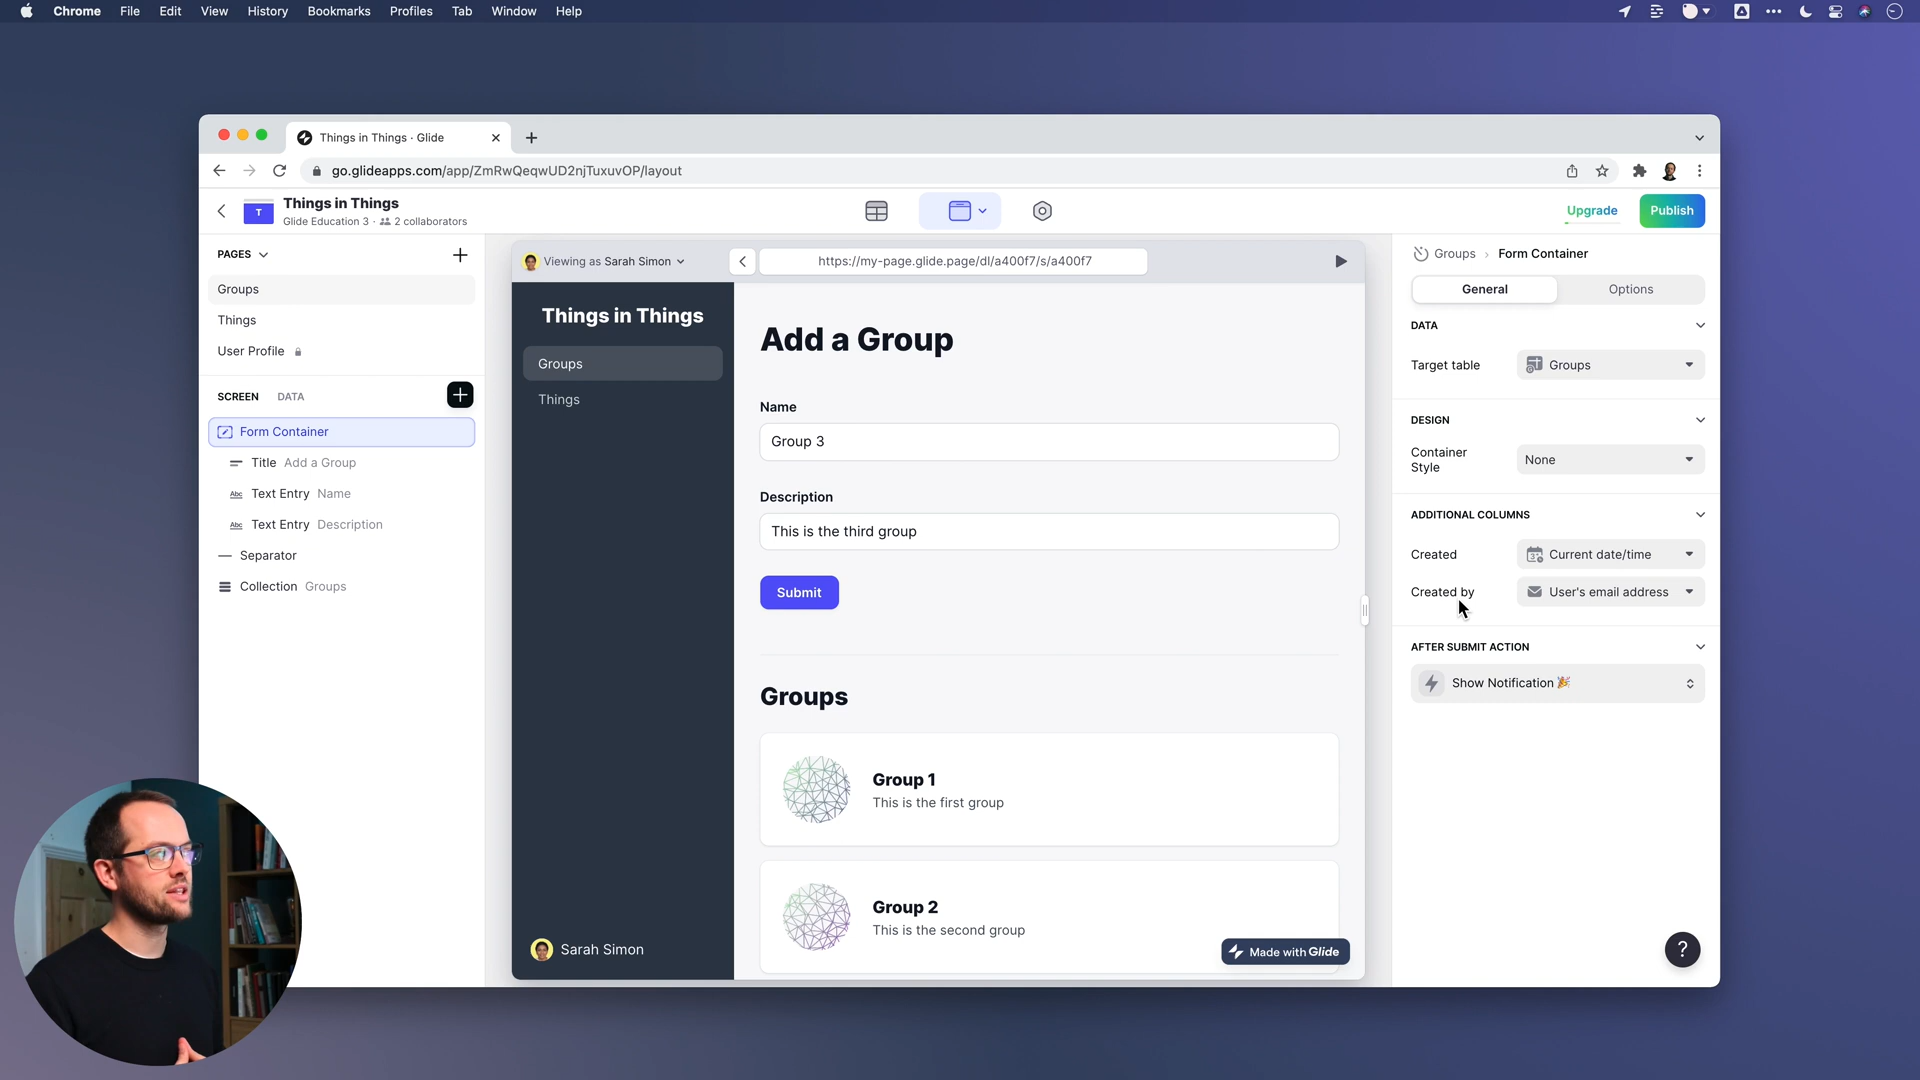 Chrome File Edit View History Bookmarks Profiles Tab Window Help
Things in Things · Glide
go.glideapps.com/app/ZmRwQeqwUD2njTuxuvOP/layout
T
Things in Things
Glide Education 3 · 2 collaborators
Upgrade
Publish
PAGES
Groups
Things
User Profile
SCREEN DATA
Form Container
Title Add a Group
Abc Text Entry Name
Abc Text Entry Description
Separator
Collection Groups
Viewing as Sarah Simon
https://my-page.glide.page/dl/a400f7/s/a400f7
Things in Things
Groups
Things
Sarah Simon
Add a Group
Name
Group 3
Description
This is the third group
Submit
Groups
Group 1
This is the first group
Group 2
This is the second group
Made with Glide
Groups › Form Container
General Options
DATA
Target table Groups
DESIGN
Container
Style
None
ADDITIONAL COLUMNS
Created Current date/time
Created by User's email address
AFTER SUBMIT ACTION
Show Notification 🎉
?